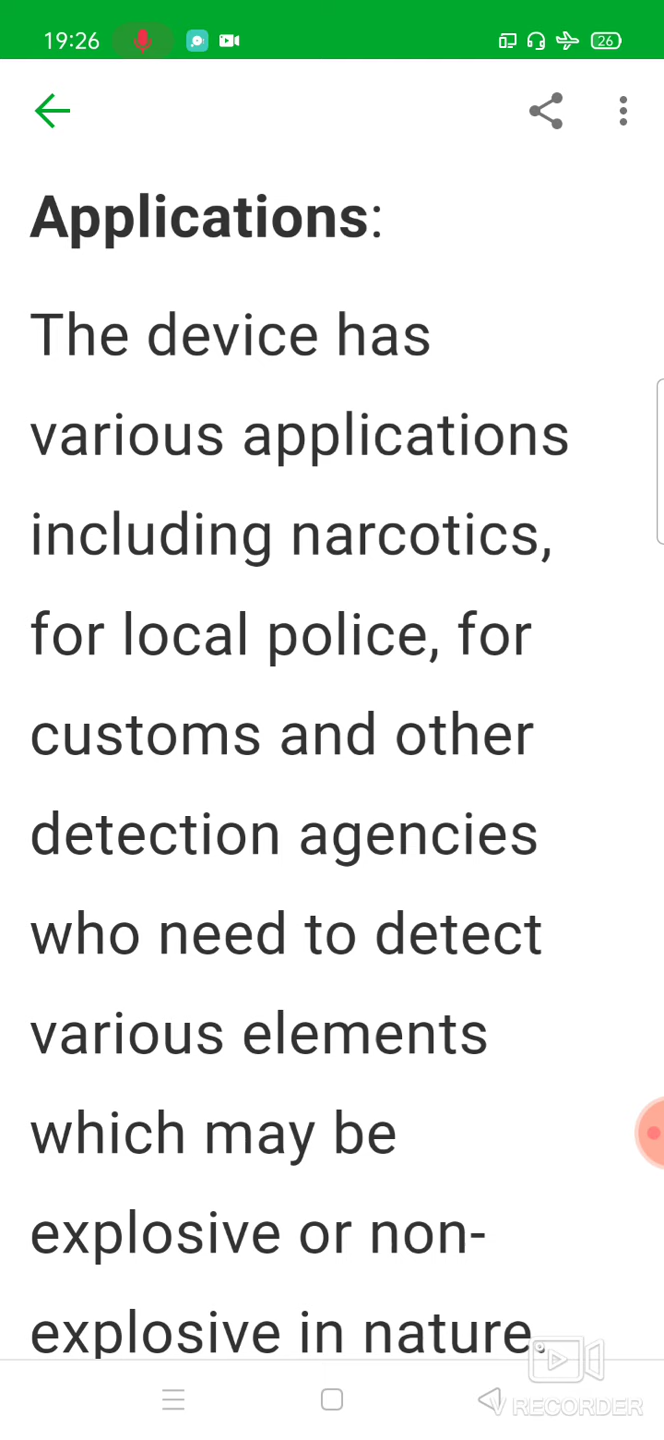 19:26
26
Applications:
The device has
various applications
including narcotics,
for local police, for
customs and other
detection agencies
who need to detect
various elements
which may be
explosive or non-
explosive in nature.
V RECORDER